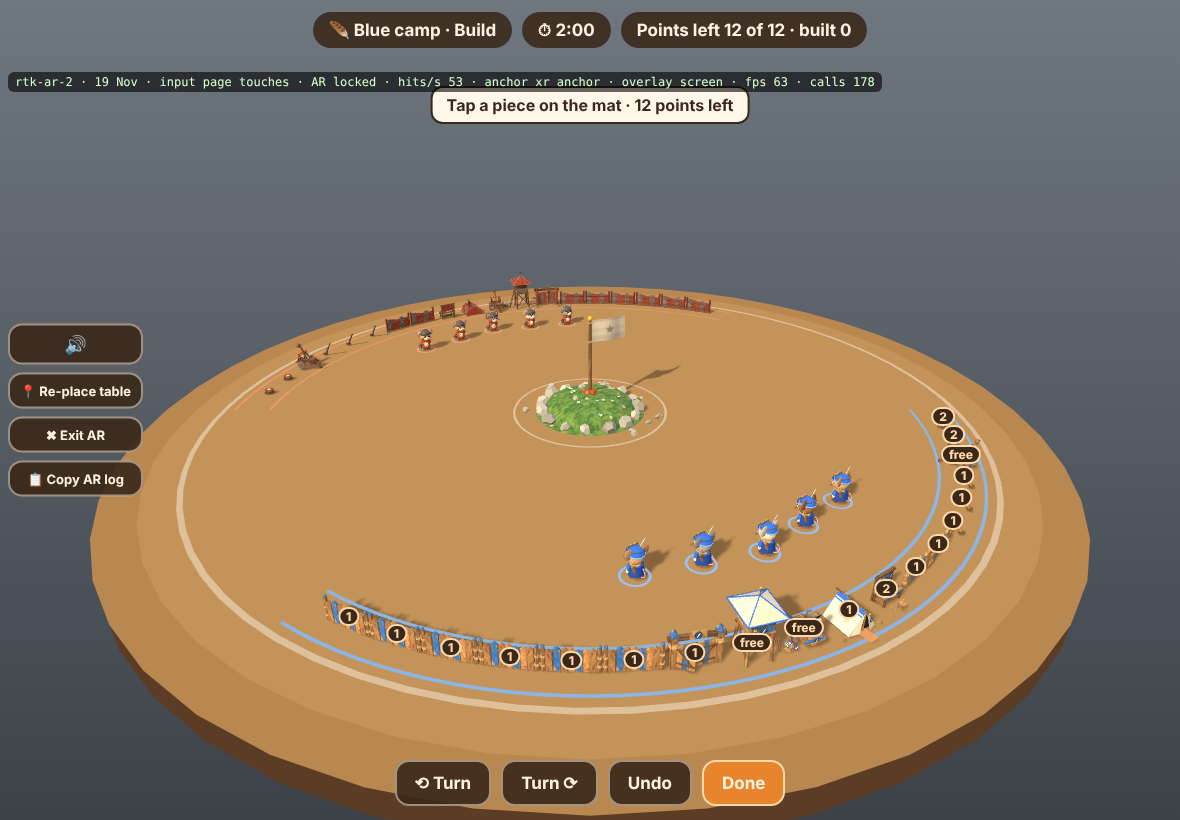 🪶 Blue camp · Build
⏱ 2:00
Points left 12 of 12 · built 0
rtk-ar-2 · 19 Nov · input page touches · AR locked · hits/s 53 · anchor xr anchor · overlay screen · fps 63 · calls 178
Tap a piece on the mat · 12 points left
🔊
📍 Re-place table
✖ Exit AR
📋 Copy AR log
2
2
free
1
1
1
1
1
2
1
free
free
1
1
1
1
1
1
1
⟲ Turn
Turn ⟳
Undo
Done